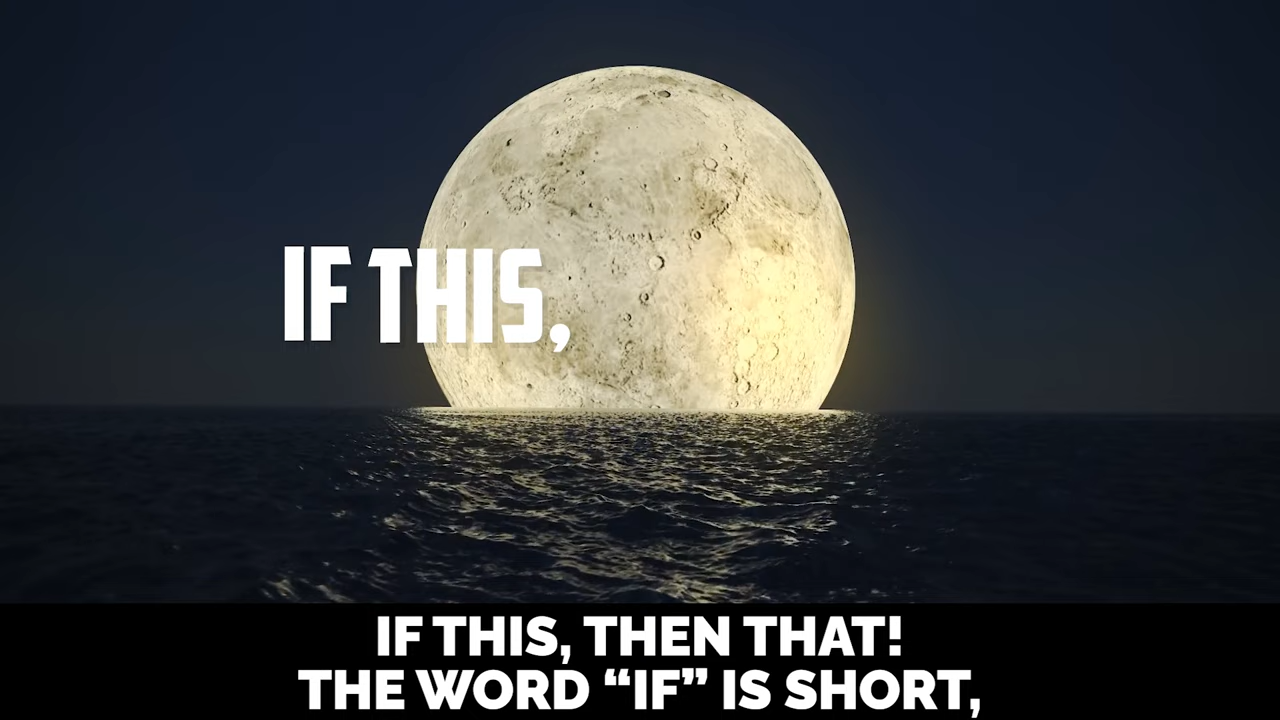 IF THIS,
IF THIS, THEN THAT!
THE WORD “IF” IS SHORT,